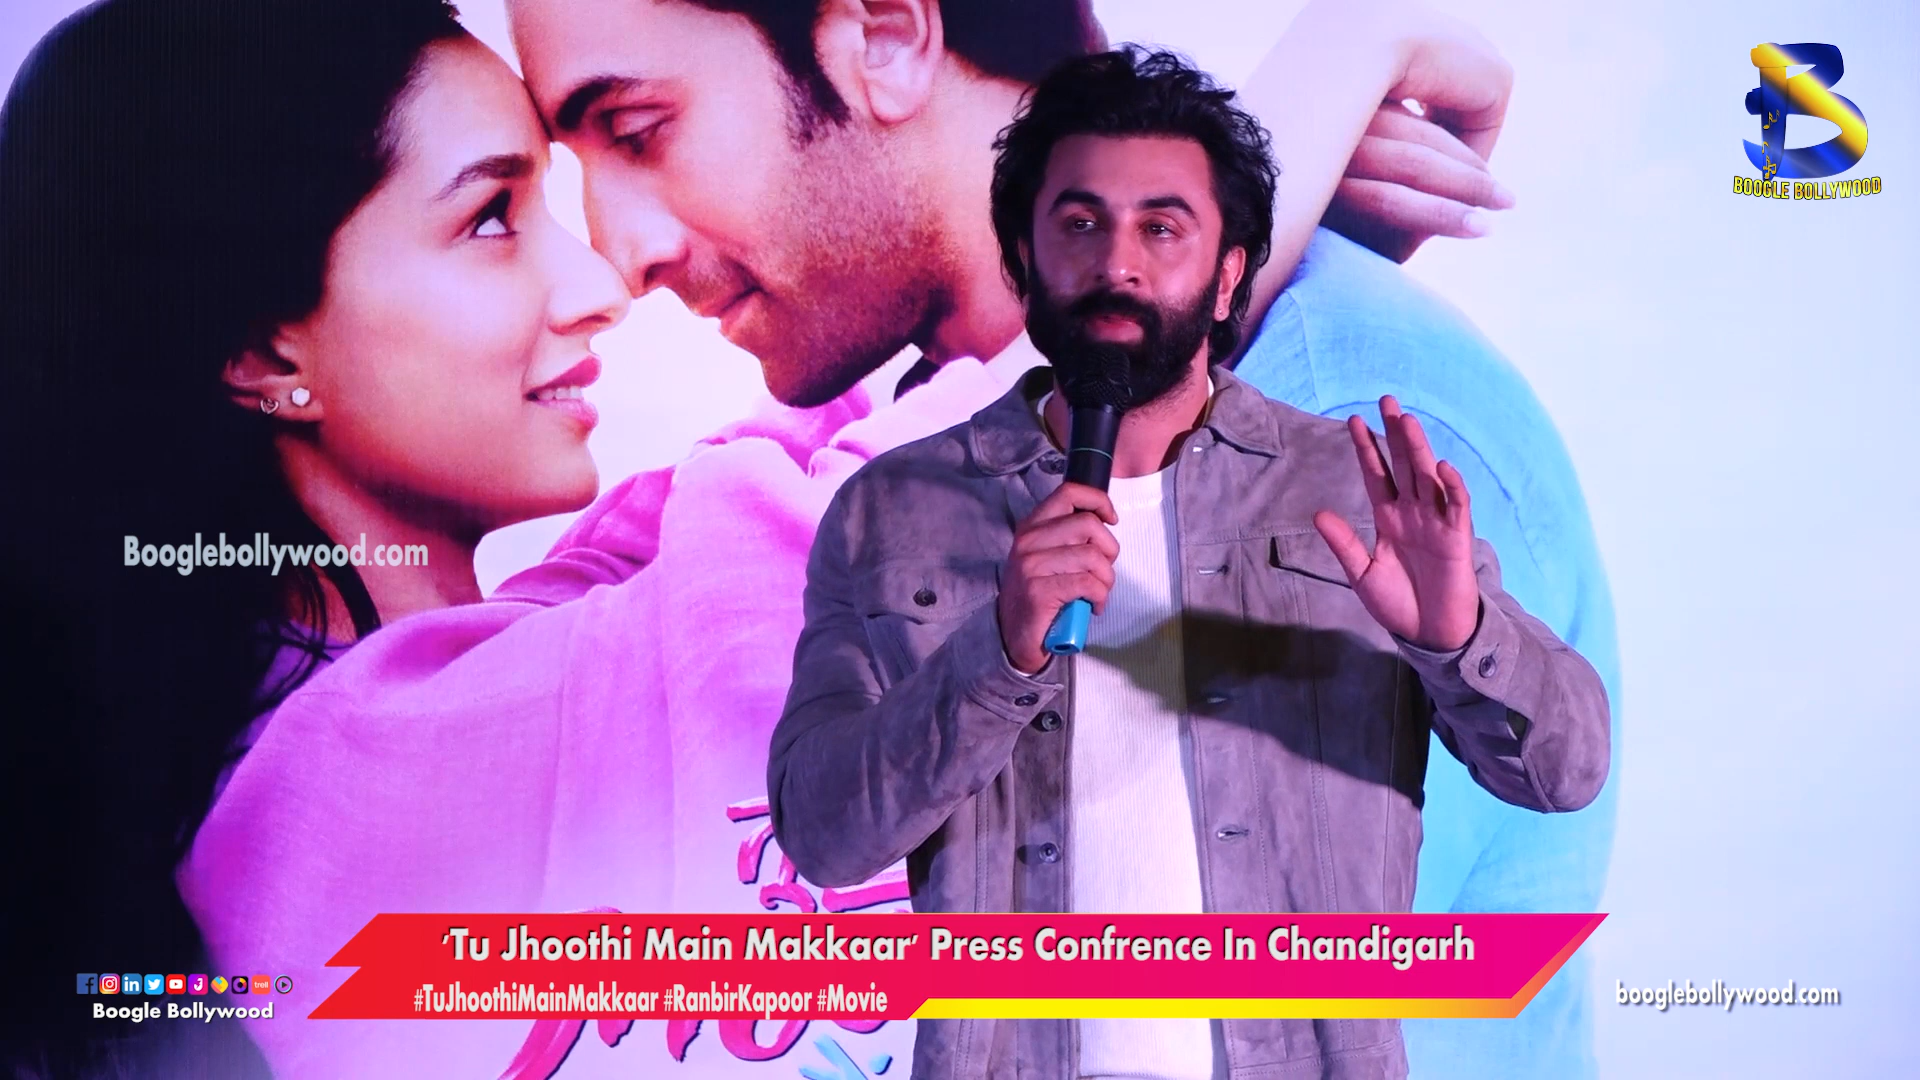 BOOGLE BOLLYWOOD
Booglebollywood.com
'Tu Jhoothi Main Makkaar' Press Confrence In Chandigarh
#TuJhoothiMainMakkaar #RanbirKapoor #Movie
trell
Boogle Bollywood
booglebollywood.com